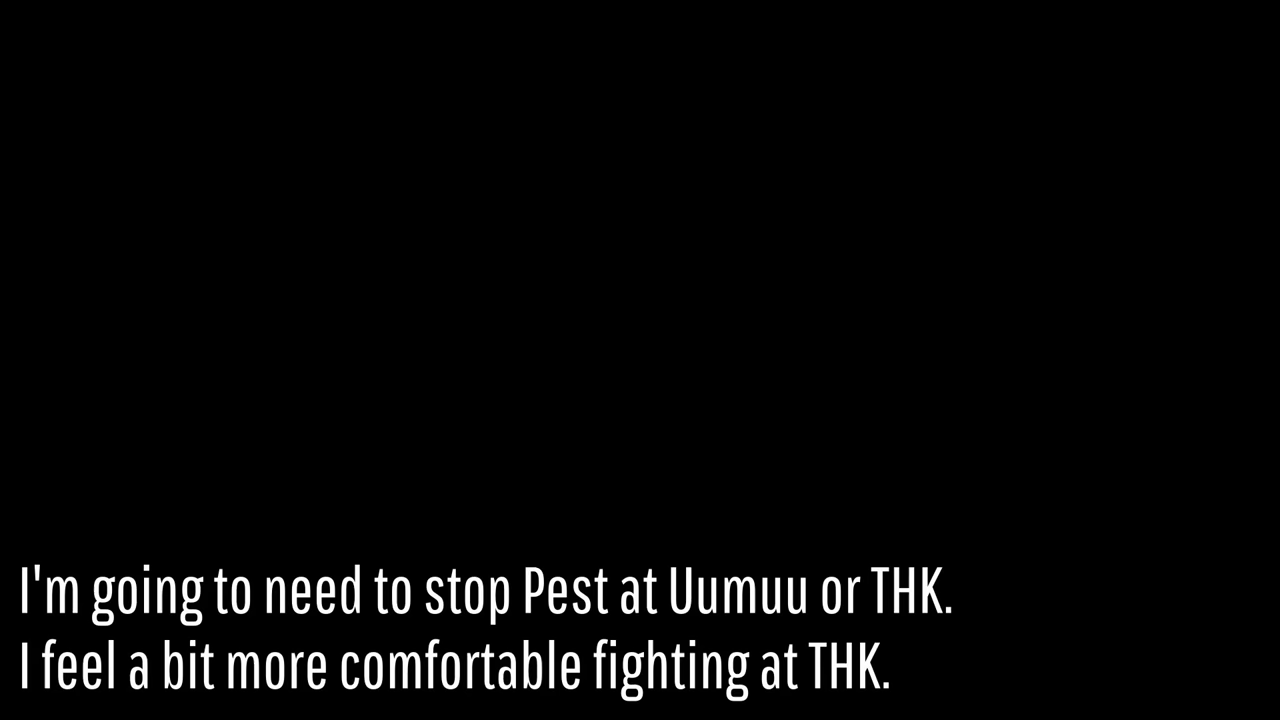 I'm going to need to stop Pest at Uumuu or THK.
I feel a bit more comfortable fighting at THK.